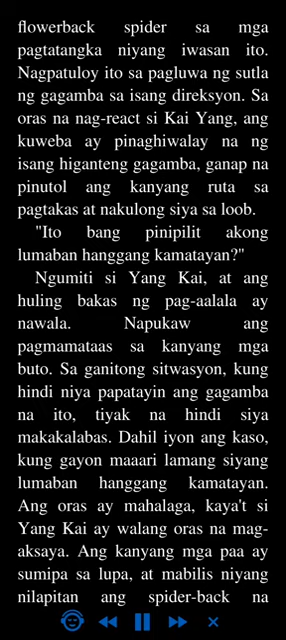 flowerback spider sa mga
pagtatangka niyang iwasan ito.
Nagpatuloy ito sa pagluwa ng sutla
ng gagamba sa isang direksyon. Sa
oras na nag-react si Kai Yang, ang
kuweba ay pinaghiwalay na ng
isang higanteng gagamba, ganap na
pinutol ang kanyang ruta sa
pagtakas at nakulong siya sa loob.
"Ito bang pinipilit akong
lumaban hanggang kamatayan?"
Ngumiti si Yang Kai, at ang
huling bakas ng pag-aalala ay
nawala. Napukaw ang
pagmamataas sa kanyang mga
buto. Sa ganitong sitwasyon, kung
hindi niya papatayin ang gagamba
na ito, tiyak na hindi siya
makakalabas. Dahil iyon ang kaso,
kung gayon maaari lamang siyang
lumaban hanggang kamatayan.
Ang oras ay mahalaga, kaya't si
Yang Kai ay walang oras na mag-
aksaya. Ang kanyang mga paa ay
sumipa sa lupa, at mabilis niyang
nilapitan ang spider-back na